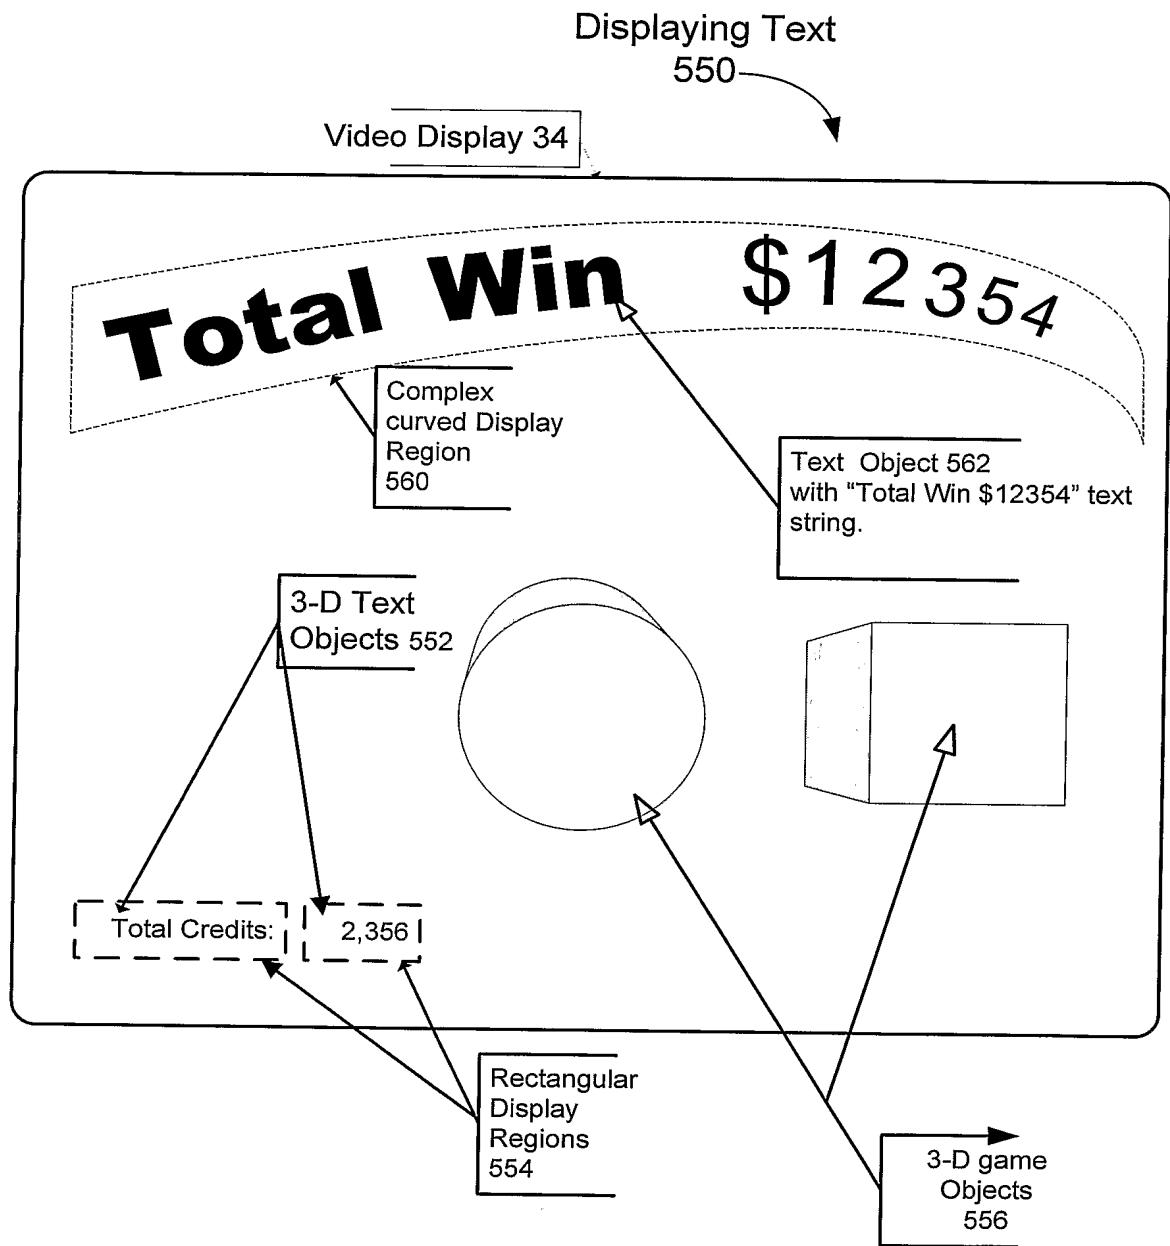 Displaying Text
550
Video Display 34
Total Win $12354
Complex
curved Display
Region
560
Text Object 562
with “Total Win $12354” text
string.
3-D Text
Objects 552
Total Credits: 2,356
Rectangular
Display
Regions
554
3-D game
Objects
556